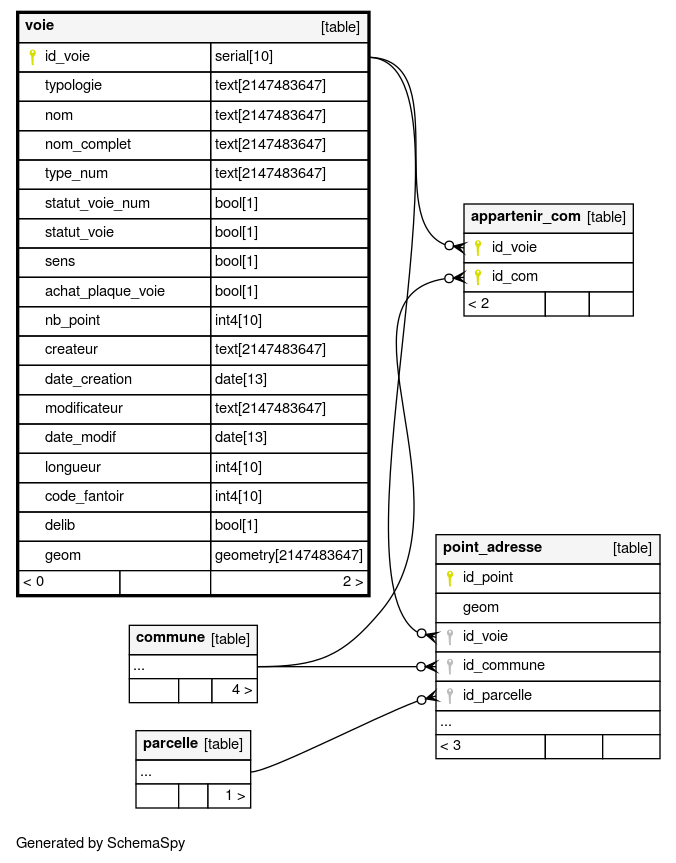 voie [table]
id_voie serial[10]
typologie text[2147483647]
nom text[2147483647]
nom_complet text[2147483647]
type_num text[2147483647]
statut_voie_num bool[1]
statut_voie bool[1]
sens bool[1]
achat_plaque_voie bool[1]
nb_point int4[10]
createur text[2147483647]
date_creation date[13]
modificateur text[2147483647]
date_modif date[13]
longueur int4[10]
code_fantoir int4[10]
delib bool[1]
geom geometry[2147483647]
< 0 2 >
appartenir_com [table]
id_voie
id_com
< 2
point_adresse [table]
id_point
geom
id_voie
id_commune
id_parcelle
...
< 3
commune [table]
...
4 >
parcelle [table]
...
1 >
Generated by SchemaSpy